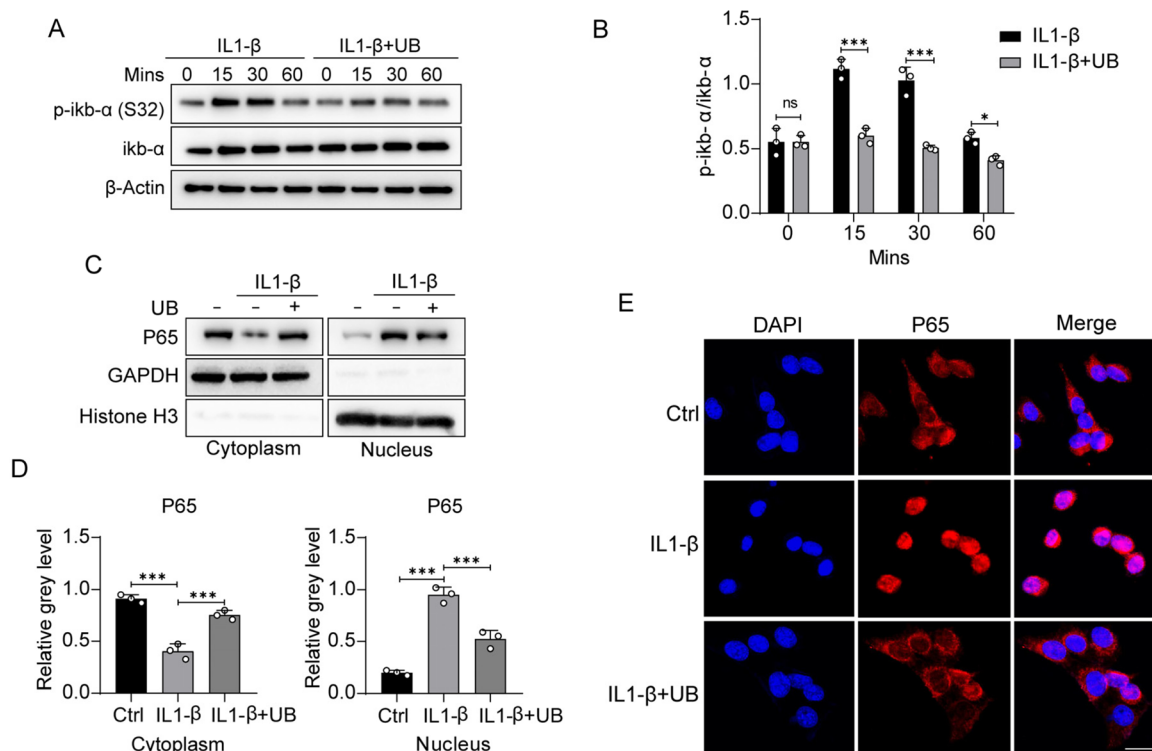 A
IL1-β IL1-β+UB
Mins 0 15 30 60 0 15 30 60
p-ikb-α (S32)
ikb-α
β-Actin
B
IL1-β
IL1-β+UB
p-ikb-α/ikb-α
1.5
1.0
0.5
0.0
ns
***
***
*
0 15 30 60
Mins
C
IL1-β IL1-β
UB − − + − − +
P65
GAPDH
Histone H3
Cytoplasm Nucleus
D
P65
Relative grey level
1.5
1.0
0.5
0.0
***
***
Ctrl IL1-β IL1-β+UB
Cytoplasm
P65
Relative grey level
1.5
1.0
0.5
0.0
***
***
Ctrl IL1-β IL1-β+UB
Nucleus
E
DAPI P65 Merge
Ctrl
IL1-β
IL1-β+UB